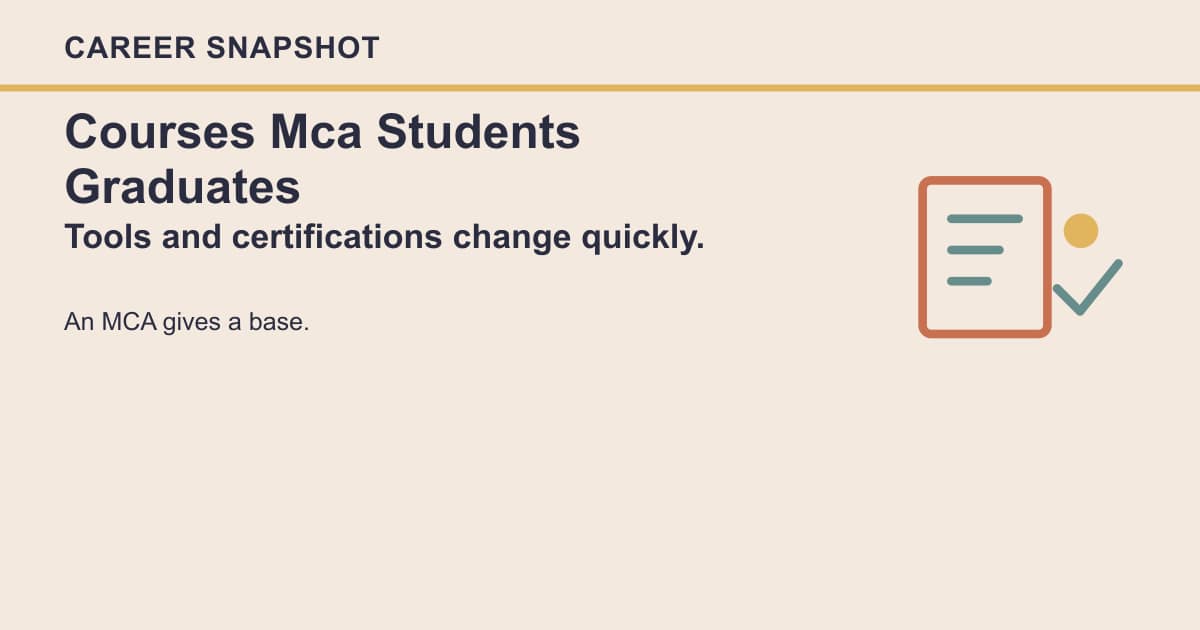 CAREER SNAPSHOT
Courses Mca Students
Graduates
Tools and certifications change quickly.
An MCA gives a base.